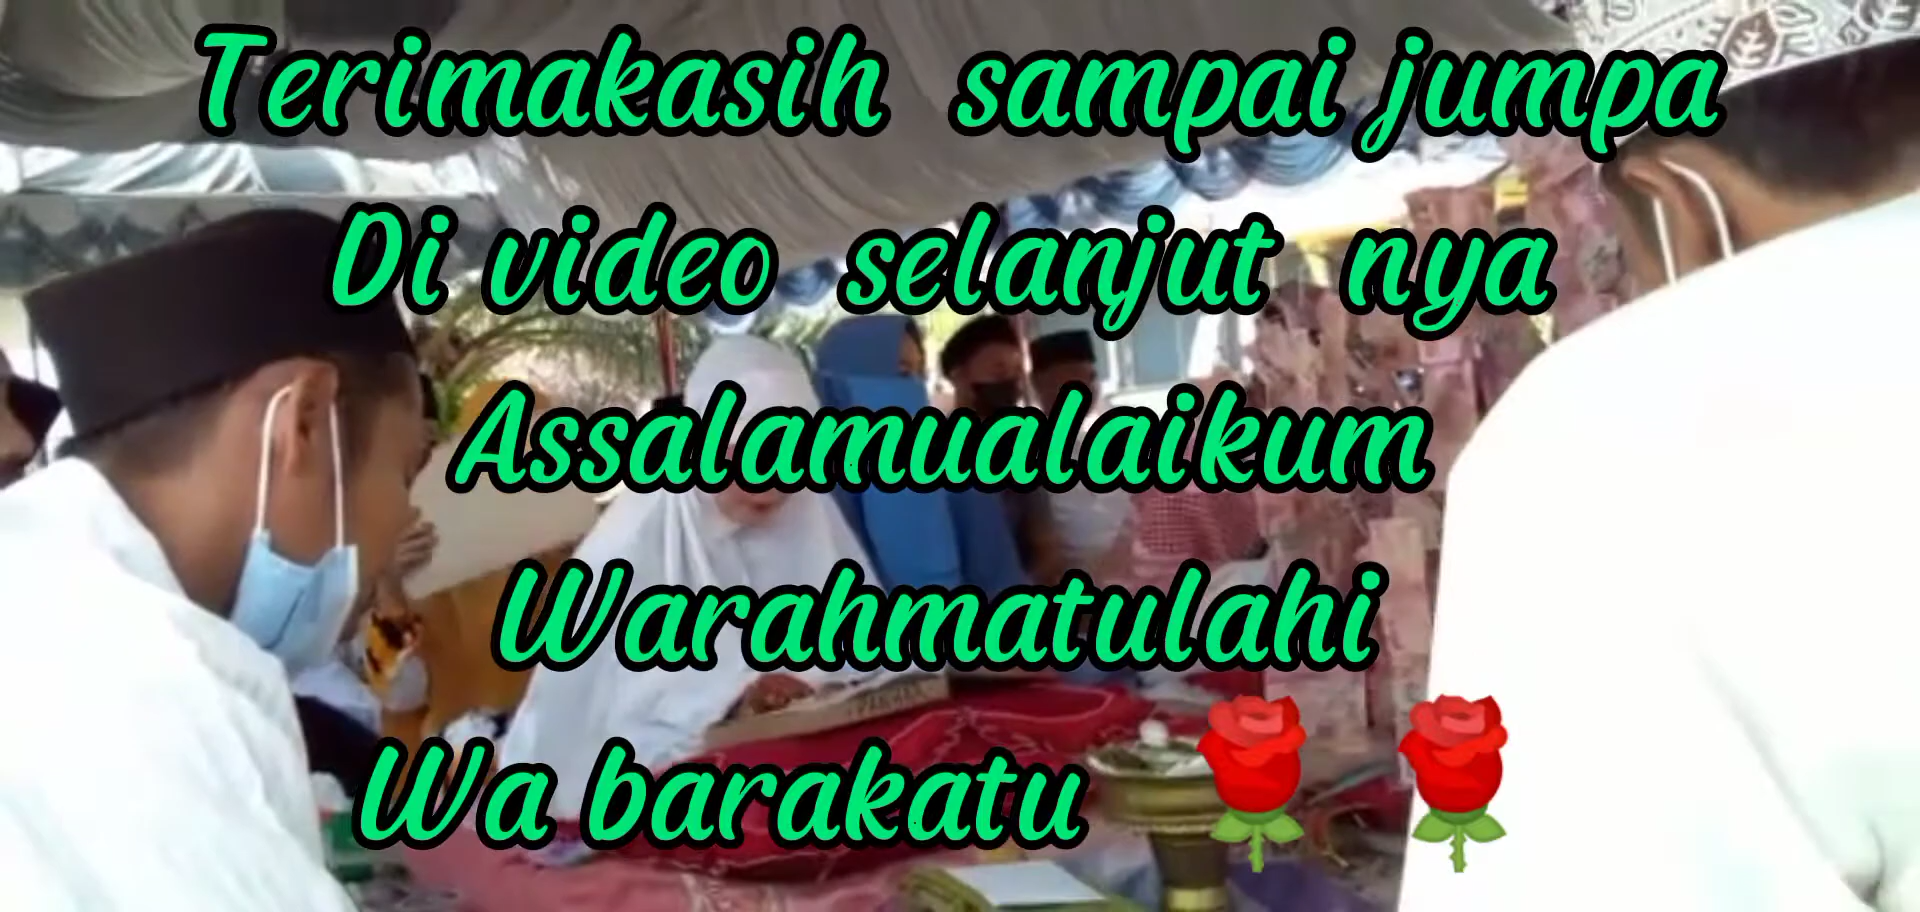 Terimakasih sampai jumpa
Di video selanjut nya
Assalamualaikum
Warahmatulahi
Wa barakatu 🌹 🌹